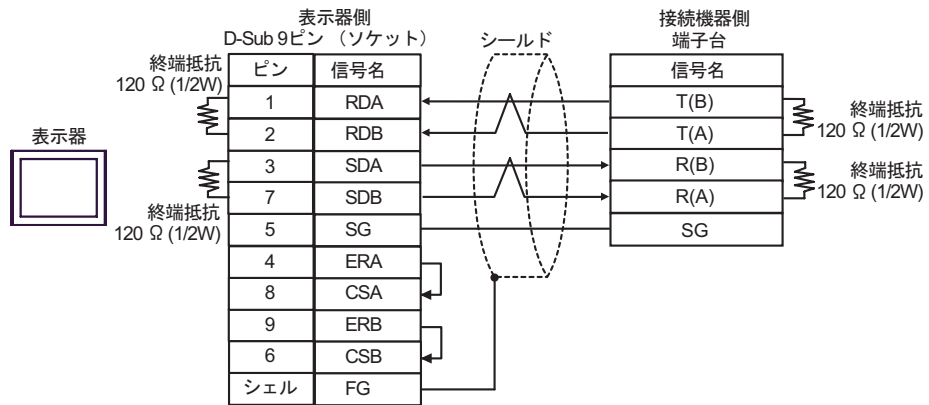 表示器側
D-Sub 9ピン （ソケット）
シールド
接続機器側
端子台
終端抵抗
120 Ω (1/2W)
ピン 信号名
信号名
1 RDA
T(B)
2 RDB
T(A)
終端抵抗
120 Ω (1/2W)
表示器
3 SDA
R(B)
7 SDB
R(A)
終端抵抗
120 Ω (1/2W)
終端抵抗
120 Ω (1/2W)
5 SG
SG
4 ERA
8 CSA
9 ERB
6 CSB
シェル FG